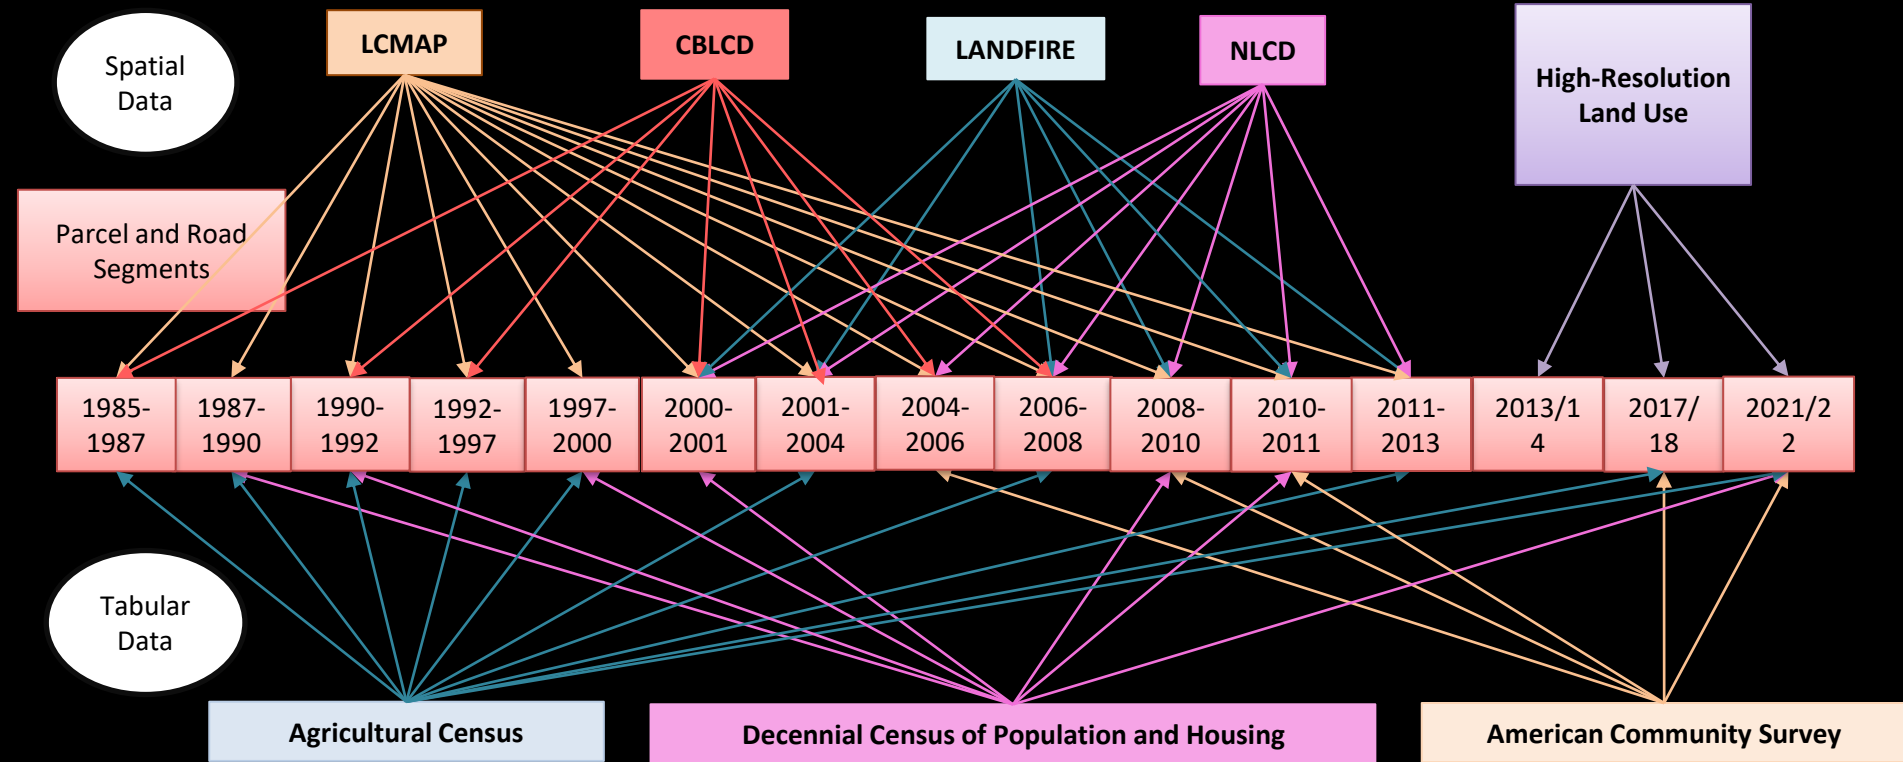 Spatial
Data
LCMAP
CBLCD
LANDFIRE
NLCD
High-Resolution
Land Use
Parcel and Road
Segments
1985-
1987
1987-
1990
1990-
1992
1992-
1997
1997-
2000
2000-
2001
2001-
2004
2004-
2006
2006-
2008
2008-
2010
2010-
2011
2011-
2013
2013/1
4
2017/
18
2021/2
2
Tabular
Data
Agricultural Census
Decennial Census of Population and Housing
American Community Survey